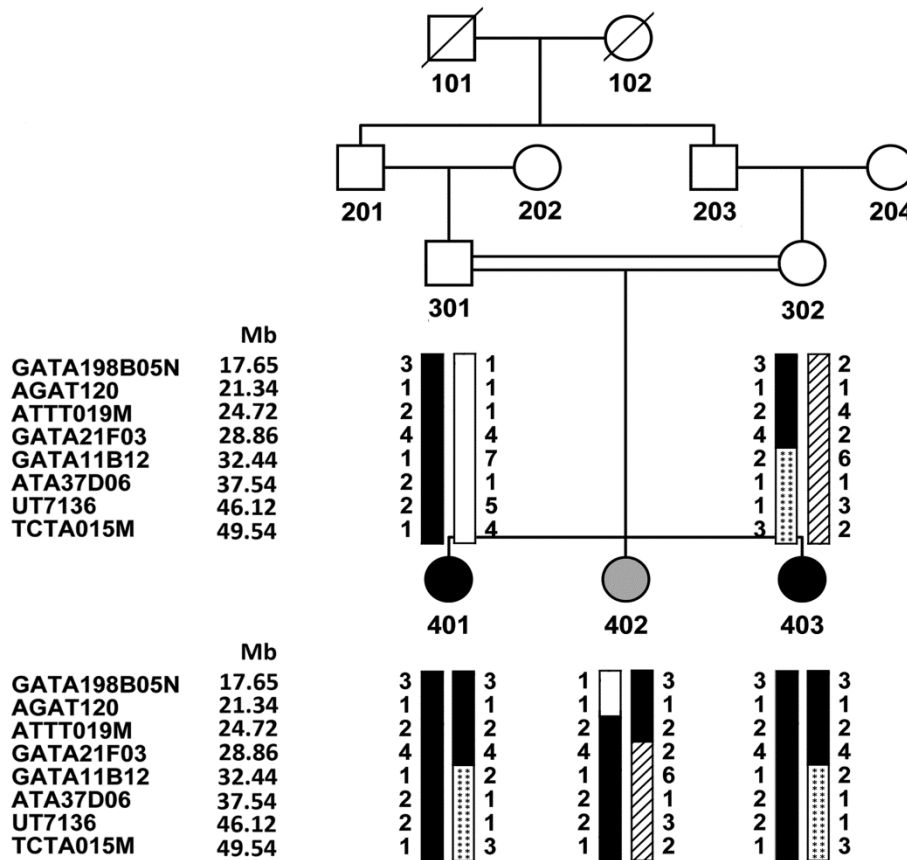 101 102
201 202 203 204
301 302
Mb
GATA198B05N 17.65 3 1 3 2
AGAT120 21.34 1 1 1 1
ATTT019M 24.72 2 1 2 4
GATA21F03 28.86 4 4 4 2
GATA11B12 32.44 1 7 2 6
ATA37D06 37.54 2 1 1 1
UT7136 46.12 2 5 1 3
TCTA015M 49.54 1 4 3 2
401 402 403
Mb
GATA198B05N 17.65 3 3 1 3 3 3
AGAT120 21.34 1 1 1 1 1 1
ATTT019M 24.72 2 2 2 2 2 2
GATA21F03 28.86 4 4 4 2 4 4
GATA11B12 32.44 1 2 1 6 1 2
ATA37D06 37.54 2 1 2 1 2 1
UT7136 46.12 2 1 2 3 2 1
TCTA015M 49.54 1 3 1 2 1 3